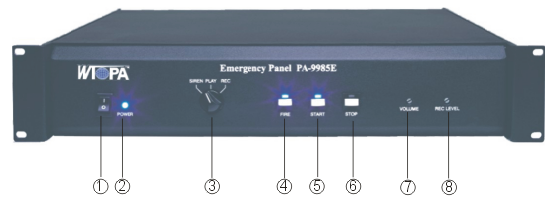 WTOPA™
Emergency Panel PA-9985E
SIREN PLAY REC
I
O
POWER
FIRE
START
STOP
VOLUME
REC LEVEL
① ② ③ ④ ⑤ ⑥ ⑦ ⑧